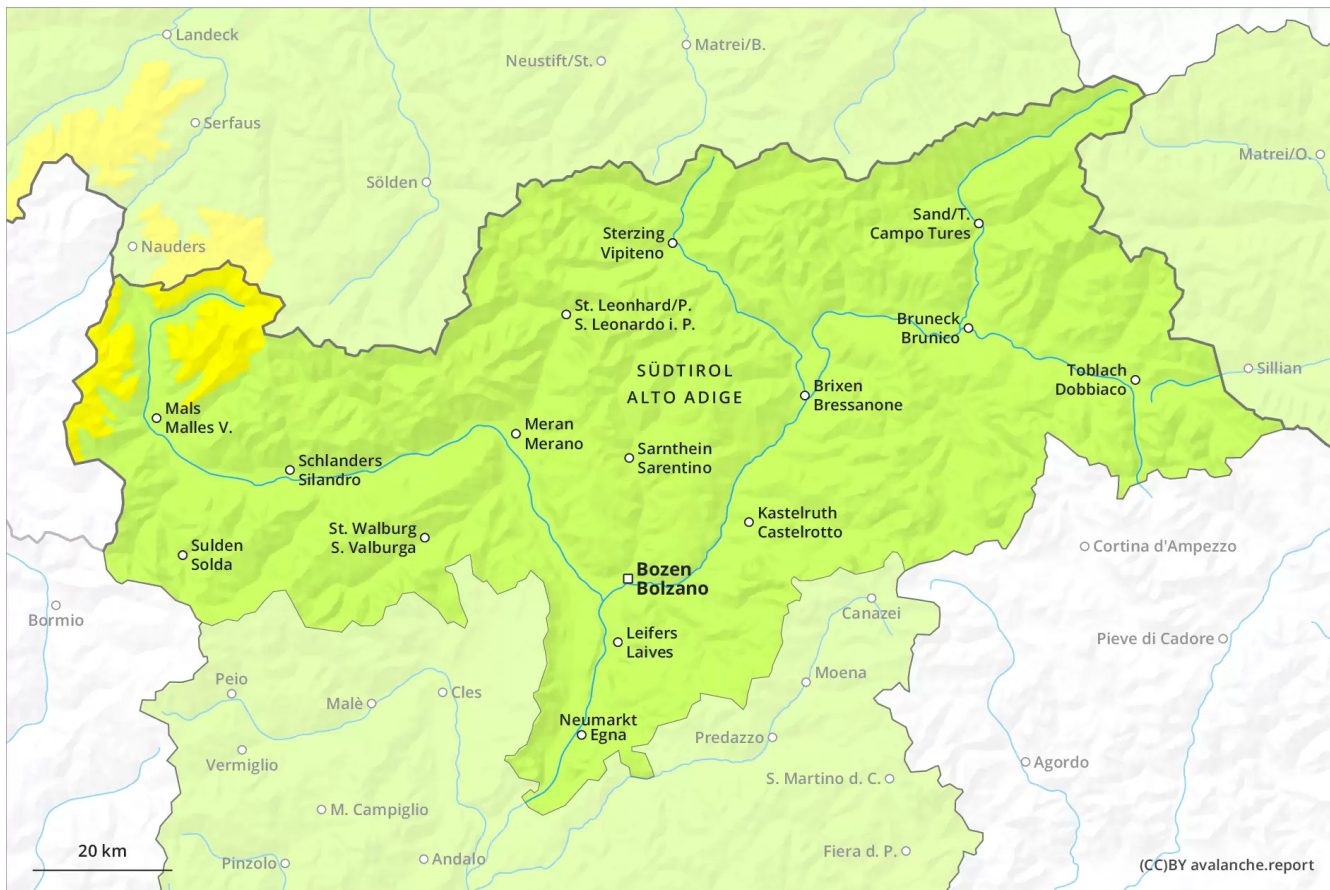 Landeck
Matrei/B.
Neustift/St.
Serfaus
Matrei/O.
Sölden
Sand/T.
Campo Tures
Sterzing
Vipiteno
Nauders
St. Leonhard/P.
S. Leonardo i. P.
Bruneck
Brunico
SÜDTIROL
ALTO ADIGE
Toblach
Dobbiaco
Sillian
Brixen
Bressanone
Mals
Malles V.
Meran
Merano
Sarnthein
Sarentino
Schlanders
Silandro
Kastelruth
Castelrotto
St. Walburg
S. Valburga
Sulden
Solda
Cortina d'Ampezzo
Bozen
Bolzano
Bormio
Canazei
Leifers
Laives
Pieve di Cadore
Peio
Moena
Malè
Cles
Neumarkt
Egna
Predazzo
Vermiglio
Agordo
S. Martino d. C.
M. Campiglio
20 km
Pinzolo
Andalo
Fiera d. P.
(CC)BY avalanche.report